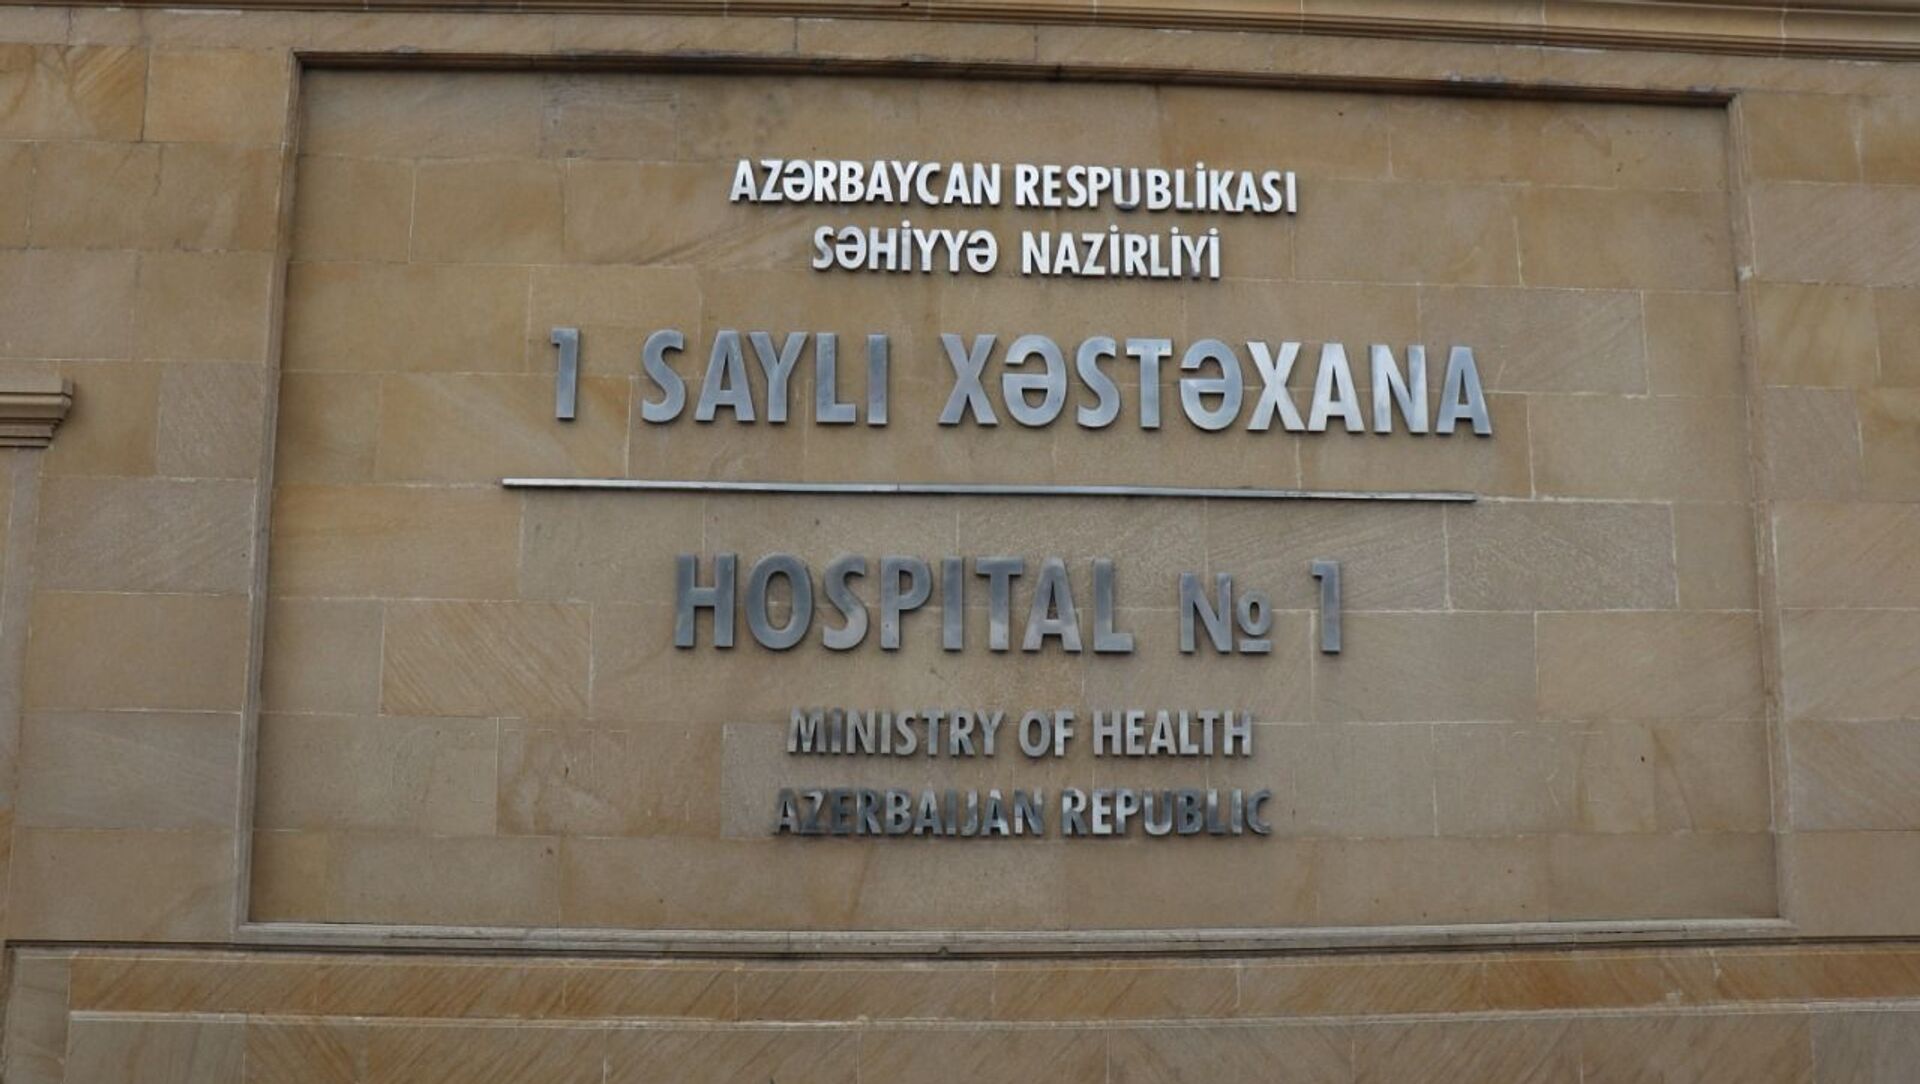 AZƏRBAYCAN RESPUBLİKASI
SƏHİYYƏ NAZİRLİYİ
1 SAYLI XƏSTƏXANA
HOSPITAL № 1
MINISTRY OF HEALTH
AZERBAIJAN REPUBLIC